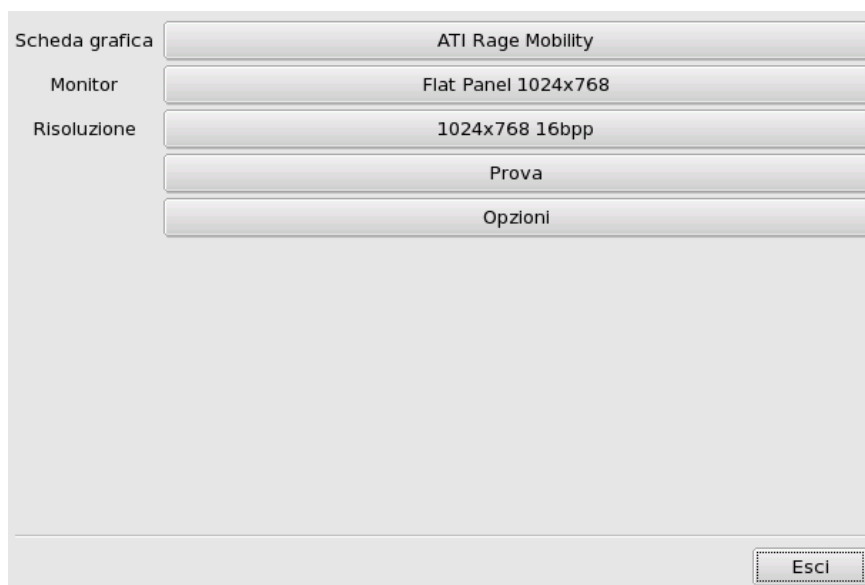 Scheda grafica ATI Rage Mobility
Monitor Flat Panel 1024x768
Risoluzione 1024x768 16bpp
Prova
Opzioni
Esci